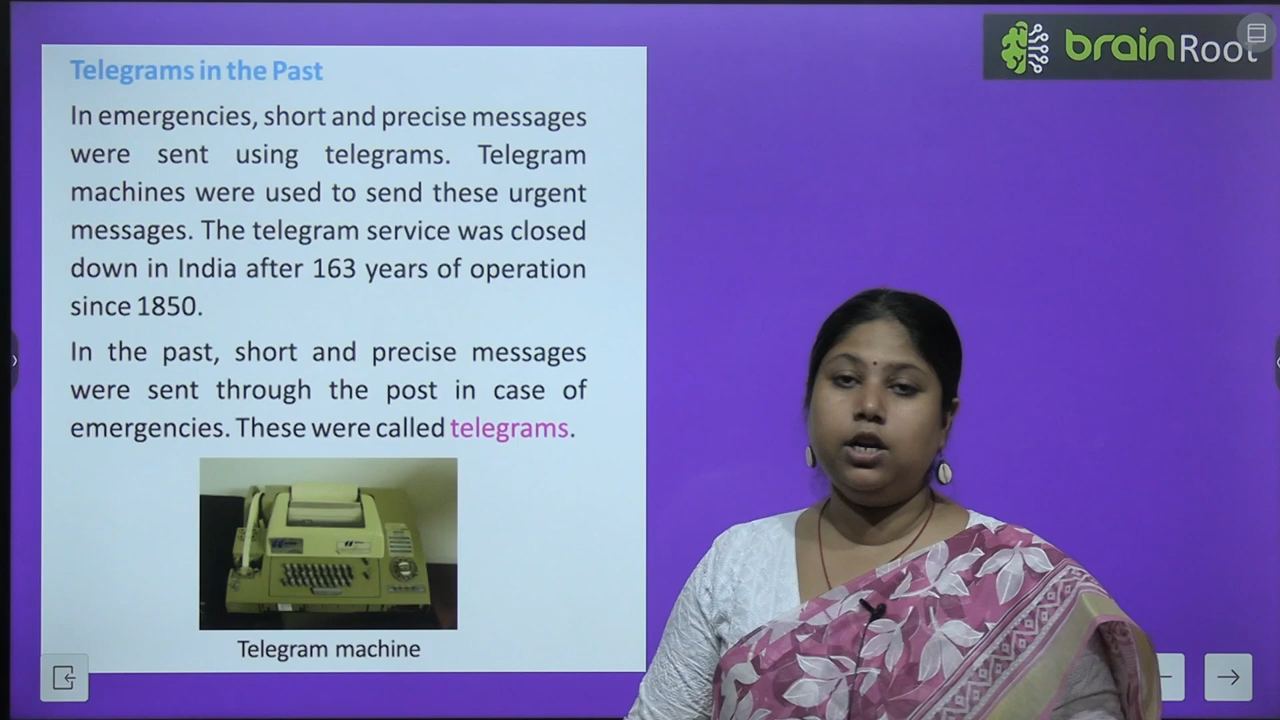 Telegrams in the Past
In emergencies, short and precise messages
were sent using telegrams. Telegram
machines were used to send these urgent
messages. The telegram service was closed
down in India after 163 years of operation
since 1850.
In the past, short and precise messages
were sent through the post in case of
emergencies. These were called telegrams.
Telegram machine
brainRoot